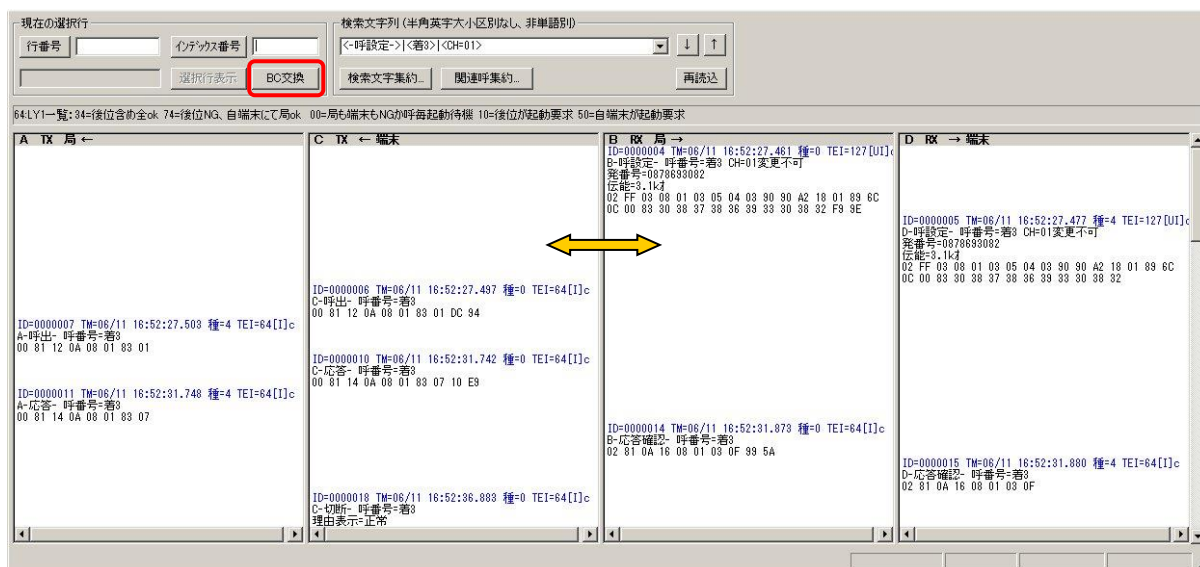 現在の選択行
検索文字列(半角英字大小区別なし、非単語別)
行番号
インデックス番号
<-呼設定->|<着3>|<CH=01>
↓
↑
選択行表示
BC交換
検索文字集約...
関連呼集約...
再読込
64:LY1一覧:34=後位含め全ok 74=後位NG、自端末にて局ok 00=局も端末もNGか呼毎起動待機 10=後位が起動要求 50=自端末が起動要求
A TX 局←
ID=0000007 TM=06/11 16:52:27.503 種=4 TEI=64[I]c
A-呼出- 呼番号=着3
00 81 12 0A 08 01 83 01
ID=0000011 TM=06/11 16:52:31.748 種=4 TEI=64[I]c
A-応答- 呼番号=着3
00 81 14 0A 08 01 83 07
C TX ←端末
ID=0000006 TM=06/11 16:52:27.497 種=0 TEI=64[I]c
C-呼出- 呼番号=着3
00 81 12 0A 08 01 83 01 DC 94
ID=0000010 TM=06/11 16:52:31.742 種=0 TEI=64[I]c
C-応答- 呼番号=着3
00 81 14 0A 08 01 83 07 10 E9
ID=0000018 TM=06/11 16:52:36.883 種=0 TEI=64[I]c
C-切断- 呼番号=着3
理由表示=正常
B RX 局→
ID=0000004 TM=06/11 16:52:27.461 種=0 TEI=127[UI]c
B-呼設定- 呼番号=着3 CH=01変更不可
発番号=0878693082
伝能=3.1kオ
02 FF 03 08 01 03 05 04 03 90 90 A2 18 01 89 6C
0C 00 83 30 38 37 38 36 39 33 30 38 32 F9 9E
ID=0000014 TM=06/11 16:52:31.873 種=0 TEI=64[I]c
B-応答確認- 呼番号=着3
02 81 0A 16 08 01 03 0F 99 5A
D RX →端末
ID=0000005 TM=06/11 16:52:27.477 種=4 TEI=127[UI]c
D-呼設定- 呼番号=着3 CH=01変更不可
発番号=0878693082
伝能=3.1kオ
02 FF 03 08 01 03 05 04 03 90 90 A2 18 01 89 6C
0C 00 83 30 38 37 38 36 39 33 30 38 32
ID=0000015 TM=06/11 16:52:31.880 種=4 TEI=64[I]c
D-応答確認- 呼番号=着3
02 81 0A 16 08 01 03 0F